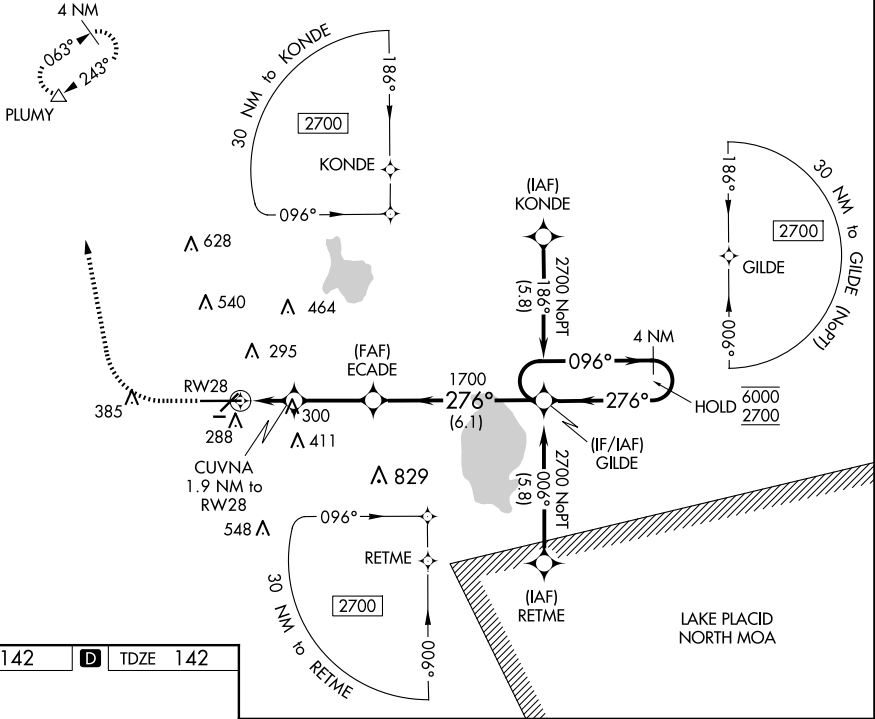 4 NM
063°
243°
PLUMY
30 NM to KONDE
186°
2700
KONDE
096°
(IAF)
KONDE
2700 NoPT
186°
(5.8)
186°
30 NM to GILDE (NoPT)
2700
GILDE
006°
628
540
464
295
(FAF)
ECADE
4 NM
096°
1700
276°
(6.1)
276°
HOLD
6000
2700
385
RW28
288
300
411
CUVNA
1.9 NM to
RW28
(IF/IAF)
GILDE
2700 NoPT
006°
(5.8)
829
548
096°
RETME
30 NM to RETME
2700
006°
(IAF)
RETME
LAKE PLACID
NORTH MOA
142
D
TDZE 142